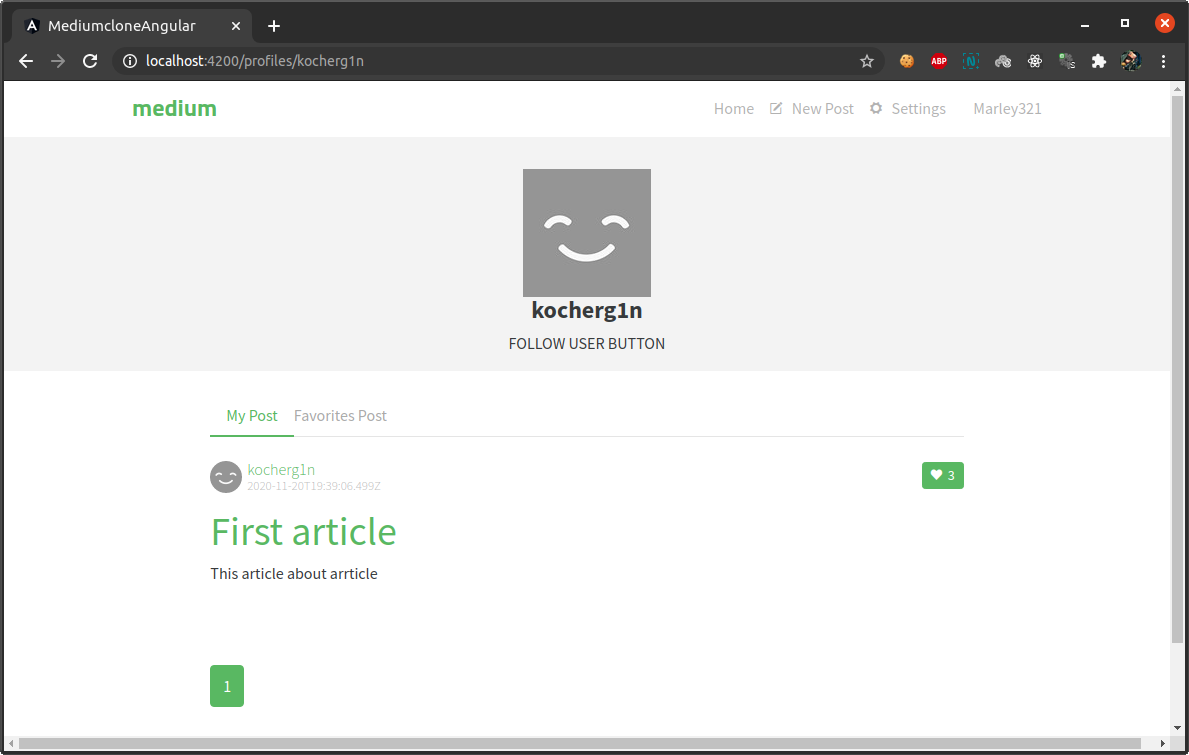 MediumcloneAngular
localhost:4200/profiles/kocherg1n
ABP
N
medium
Home New Post Settings Marley321
kocherg1n
FOLLOW USER BUTTON
My Post Favorites Post
kocherg1n
2020-11-20T19:39:06.499Z
3
First article
This article about arrticle
1